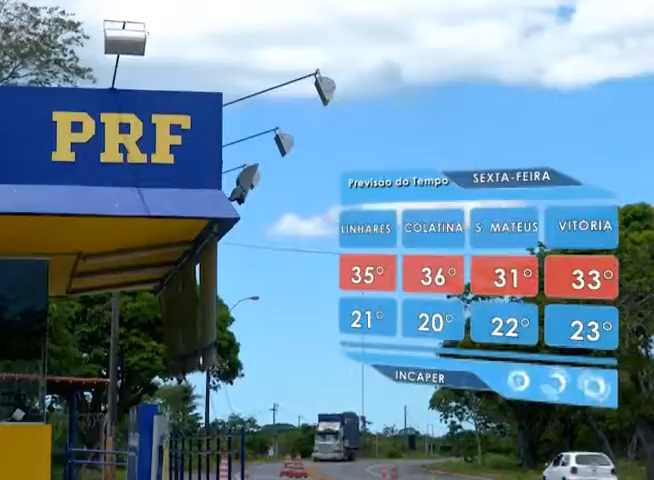 PRF
Previsão do Tempo SEXTA-FEIRA
LINHARES COLATINA S. MATEUS VITÓRIA
35° 36° 31° 33°
21° 20° 22° 23°
INCAPER